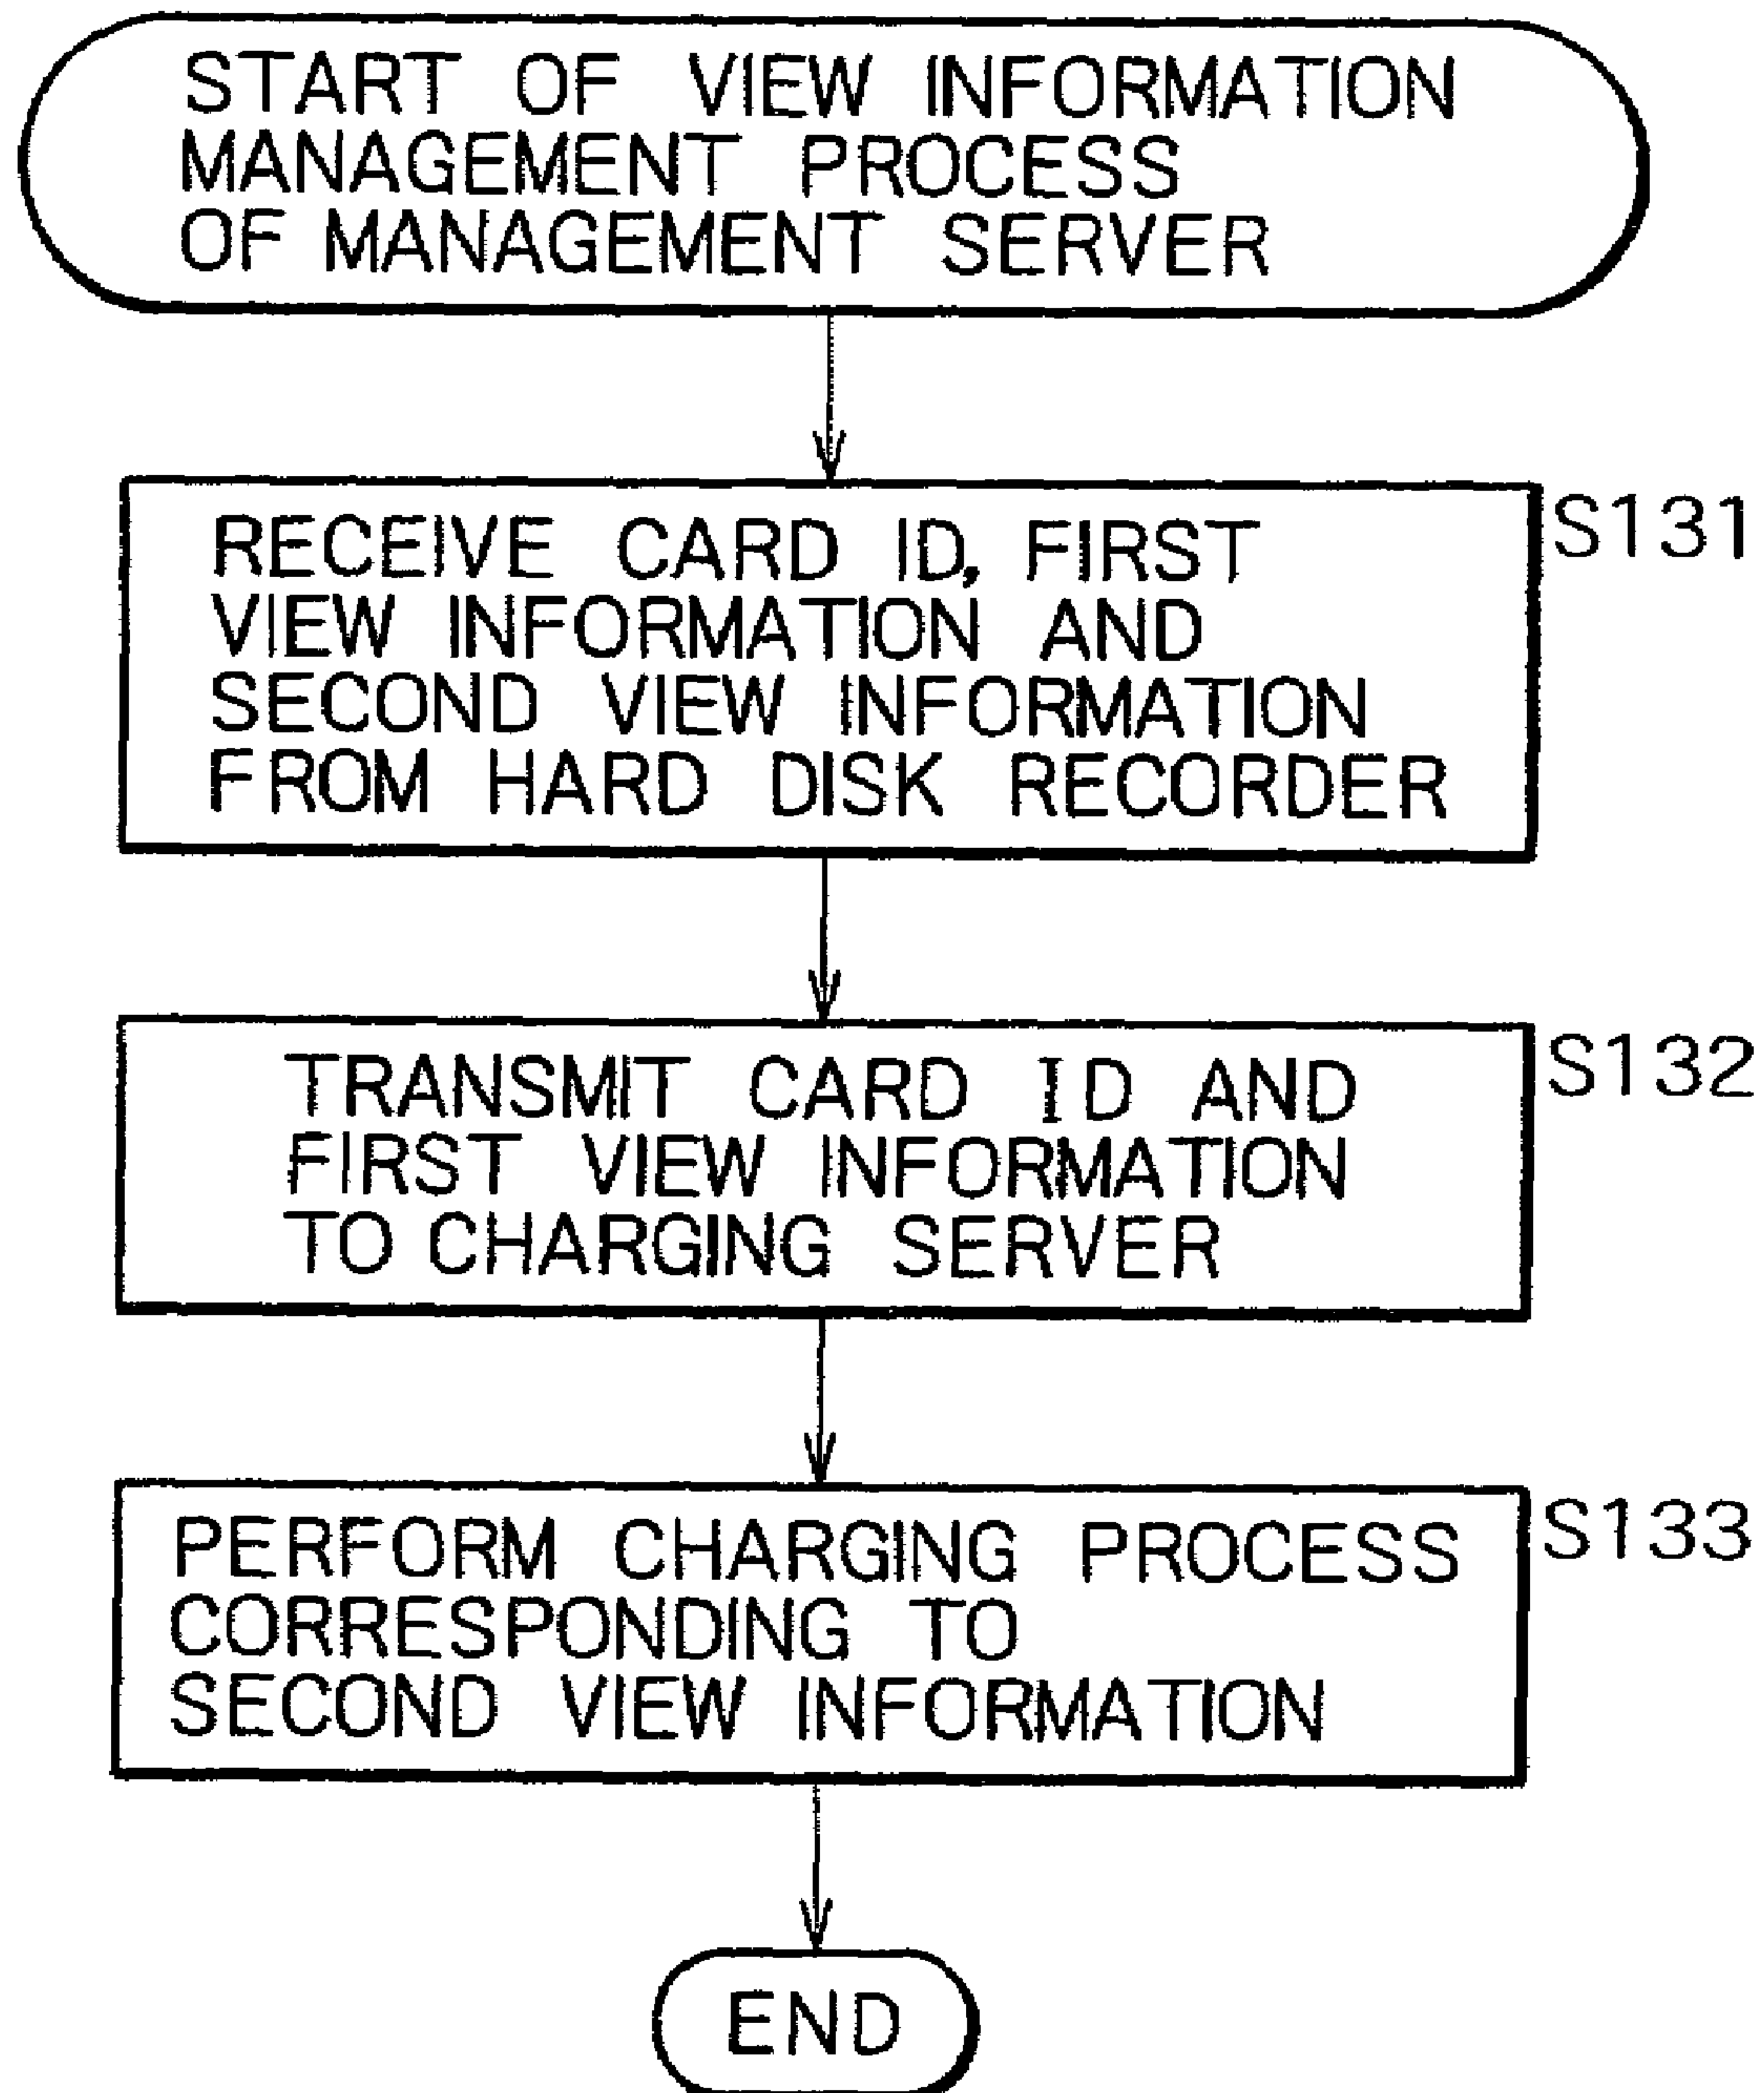 START OF VIEW INFORMATION
MANAGEMENT PROCESS
OF MANAGEMENT SERVER
RECEIVE CARD ID, FIRST
VIEW INFORMATION AND
SECOND VIEW INFORMATION
FROM HARD DISK RECORDER
S131
TRANSMIT CARD ID AND
FIRST VIEW INFORMATION
TO CHARGING SERVER
S132
PERFORM CHARGING PROCESS
CORRESPONDING TO
SECOND VIEW INFORMATION
S133
END